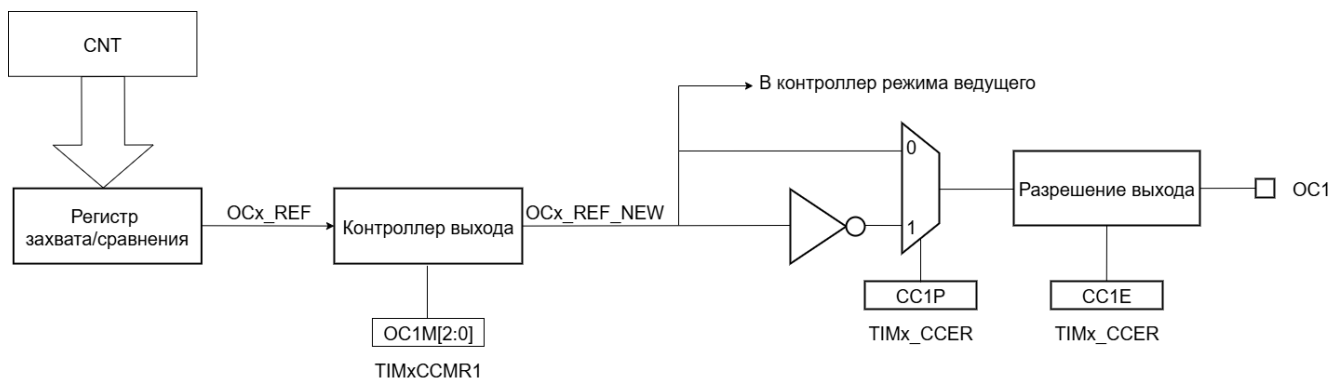 CNT
В контроллер режима ведущего
0
Регистр
захвата/сравнения
OCx_REF
Контроллер выхода
OCx_REF_NEW
1
Разрешение выхода
OC1
CC1P
CC1E
TIMx_CCER
TIMx_CCER
OC1M[2:0]
TIMxCCMR1